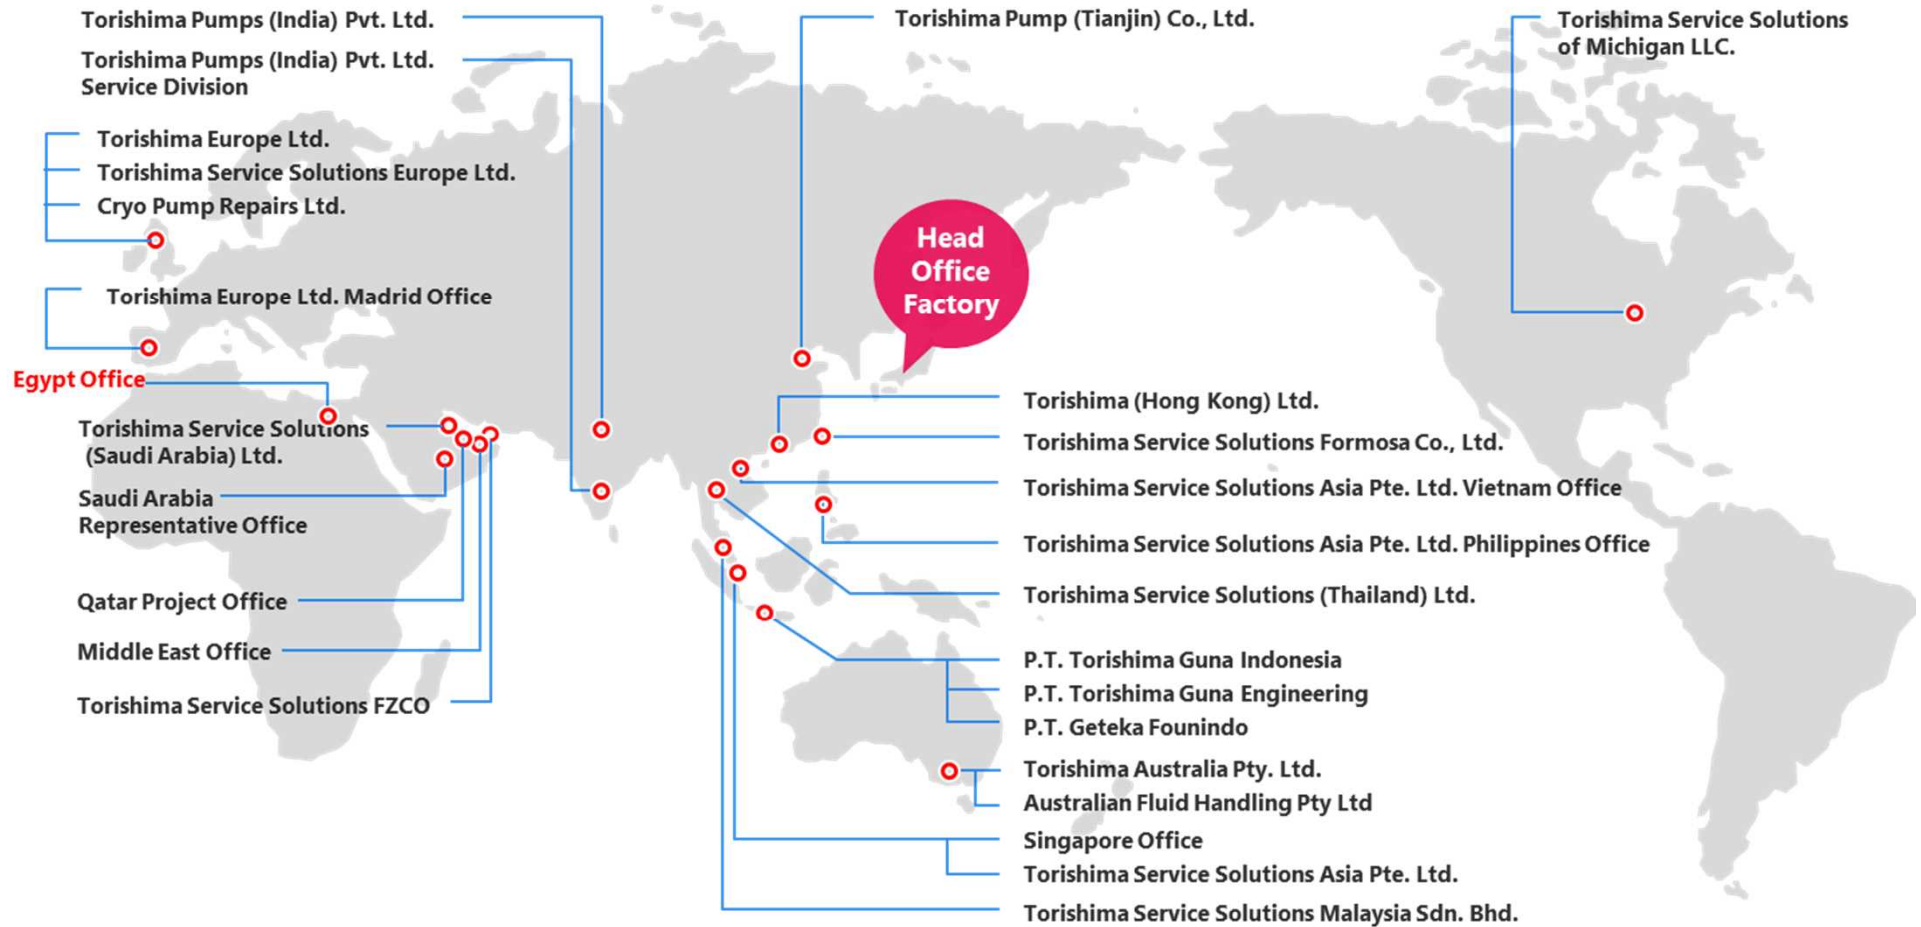 Torishima Pumps (India) Pvt. Ltd.
Torishima Pumps (India) Pvt. Ltd.
Service Division
Torishima Europe Ltd.
Torishima Service Solutions Europe Ltd.
Cryo Pump Repairs Ltd.
Torishima Europe Ltd. Madrid Office
Egypt Office
Torishima Service Solutions
(Saudi Arabia) Ltd.
Saudi Arabia
Representative Office
Qatar Project Office
Middle East Office
Torishima Service Solutions FZCO
Torishima Pump (Tianjin) Co., Ltd.
Head
Office
Factory
Torishima Service Solutions
of Michigan LLC.
Torishima (Hong Kong) Ltd.
Torishima Service Solutions Formosa Co., Ltd.
Torishima Service Solutions Asia Pte. Ltd. Vietnam Office
Torishima Service Solutions Asia Pte. Ltd. Philippines Office
Torishima Service Solutions (Thailand) Ltd.
P.T. Torishima Guna Indonesia
P.T. Torishima Guna Engineering
P.T. Geteka Founindo
Torishima Australia Pty. Ltd.
Australian Fluid Handling Pty Ltd
Singapore Office
Torishima Service Solutions Asia Pte. Ltd.
Torishima Service Solutions Malaysia Sdn. Bhd.